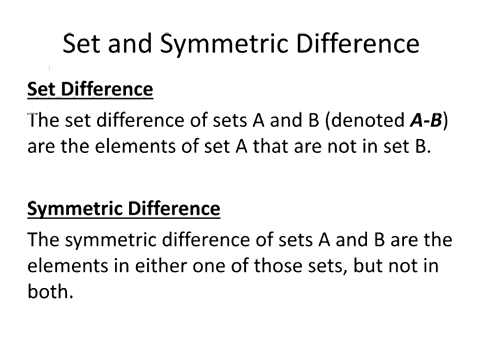 Set and Symmetric Difference
Set Difference
The set difference of sets A and B (denoted A-B)
are the elements of set A that are not in set B.
Symmetric Difference
The symmetric difference of sets A and B are the
elements in either one of those sets, but not in
both.